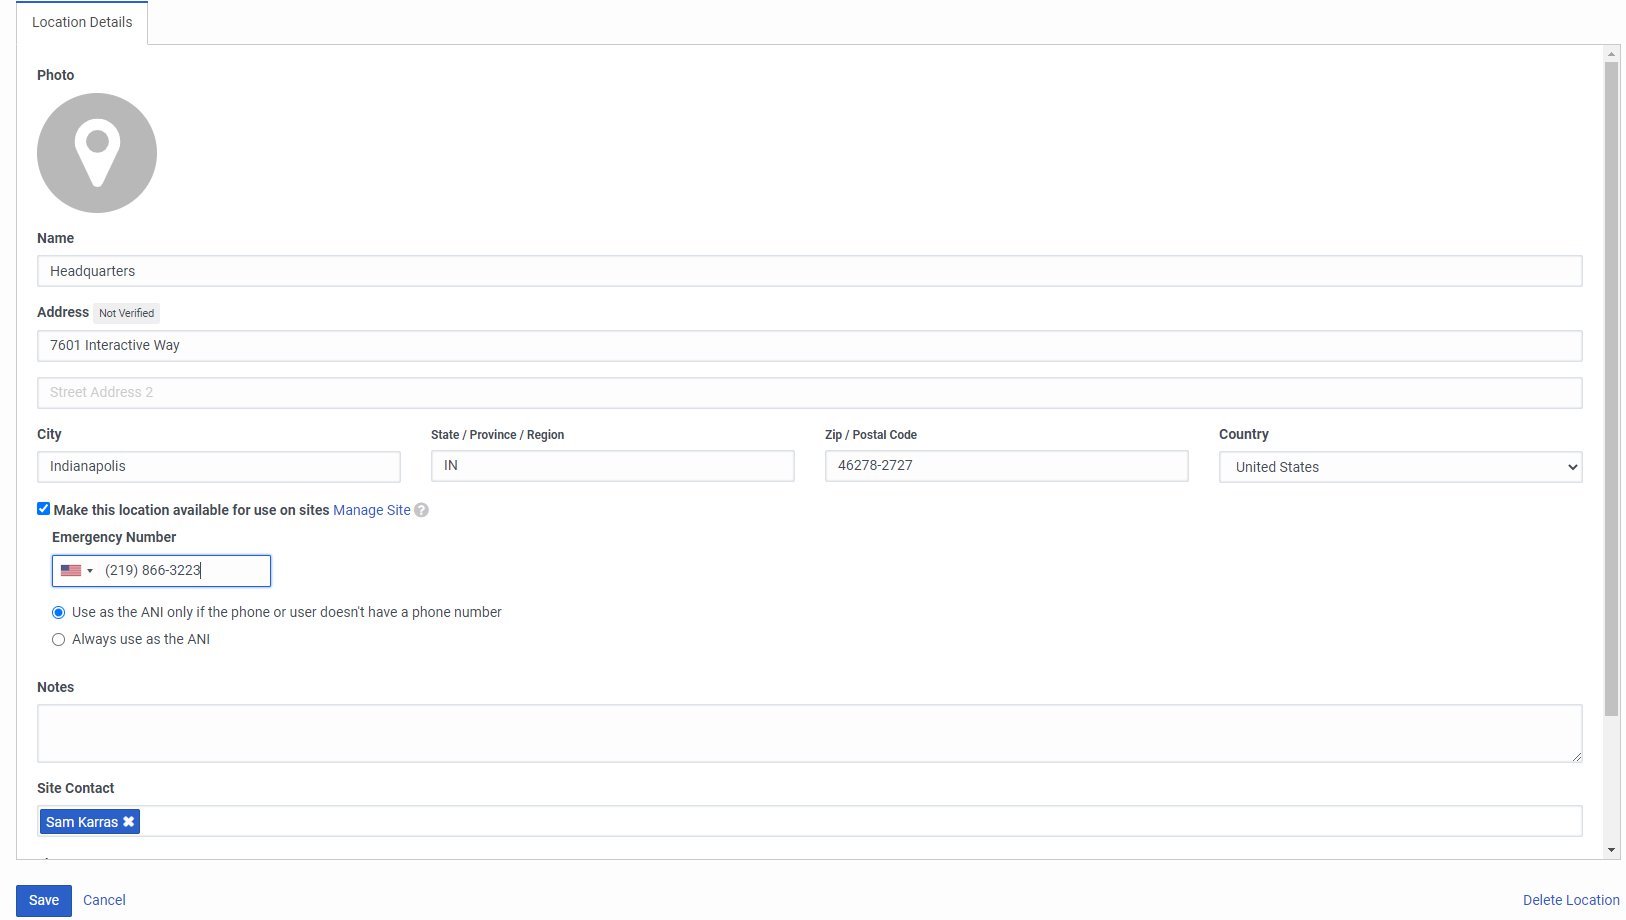 Location Details
Photo
Name
Headquarters
Address Not Verified
7601 Interactive Way
Street Address 2
City State / Province / Region Zip / Postal Code Country
Indianapolis IN 46278-2727 United States
Make this location available for use on sites Manage Site ?
Emergency Number
(219) 866-3223
Use as the ANI only if the phone or user doesn't have a phone number
Always use as the ANI
Notes
Site Contact
Sam Karras ✖
Save Cancel Delete Location